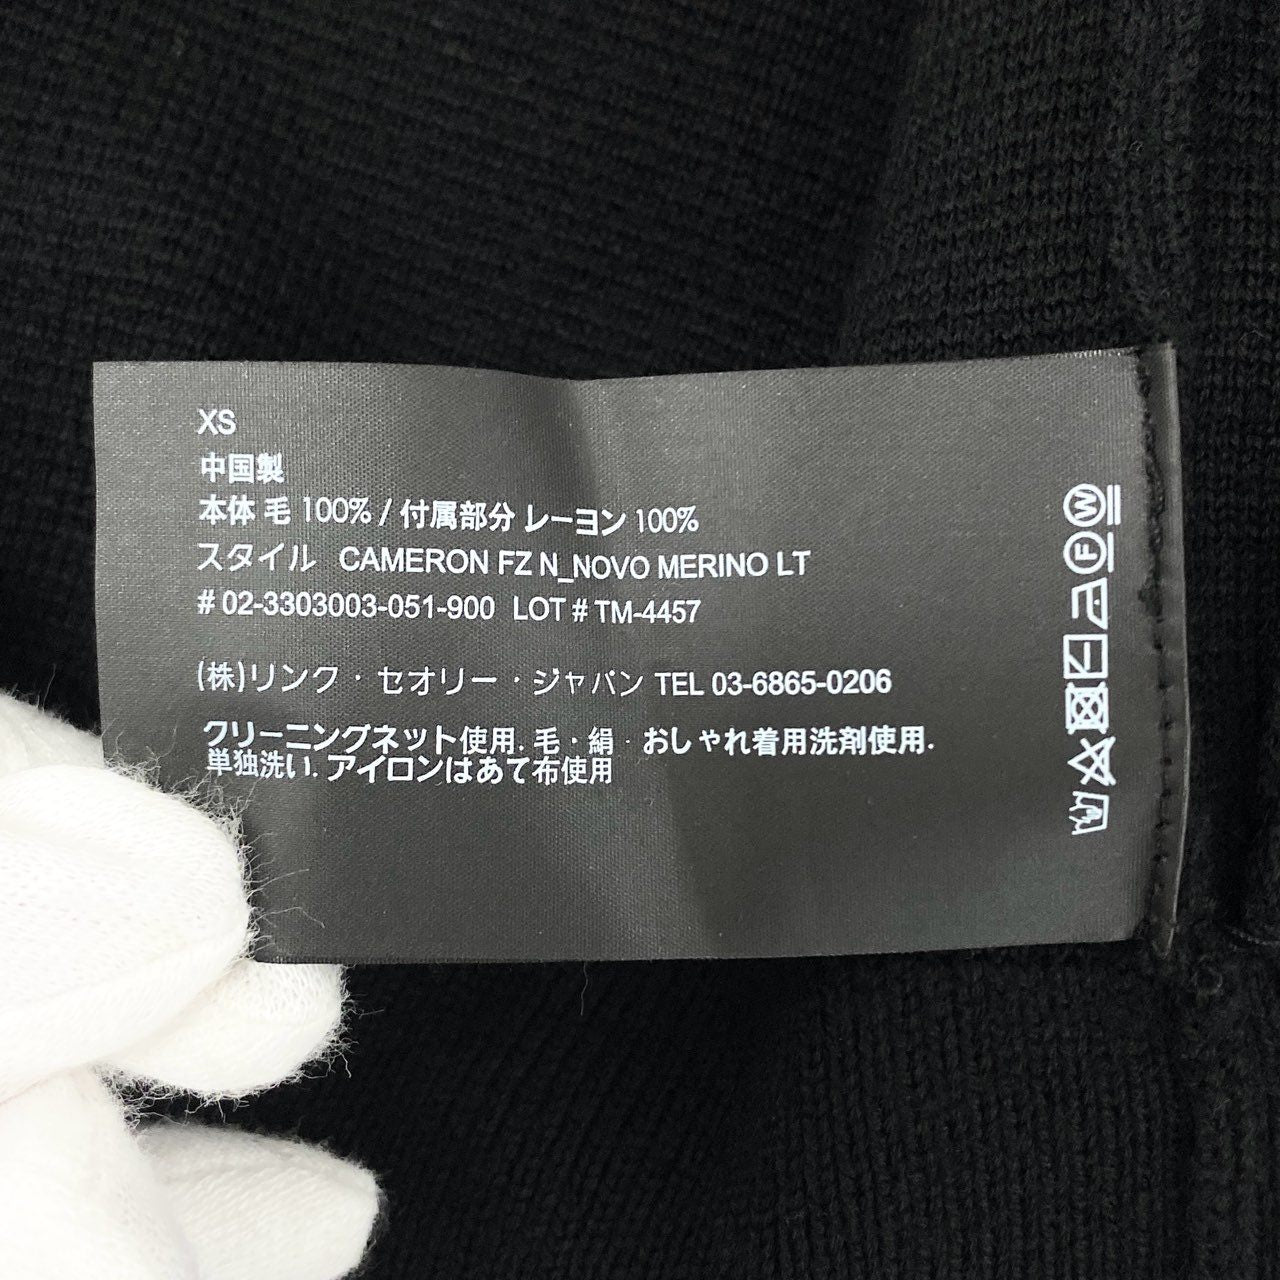 XS
中国製
本体 毛 100% / 付属部分 レーヨン 100%
スタイル CAMERON FZ N_NOVO MERINO LT
# 02-3303003-051-900 LOT # TM-4457
(株)リンク・セオリー・ジャパン TEL 03-6865-0206
クリーニングネット使用. 毛・絹・おしゃれ着用洗剤使用.
単独洗い. アイロンはあて布使用
W
F